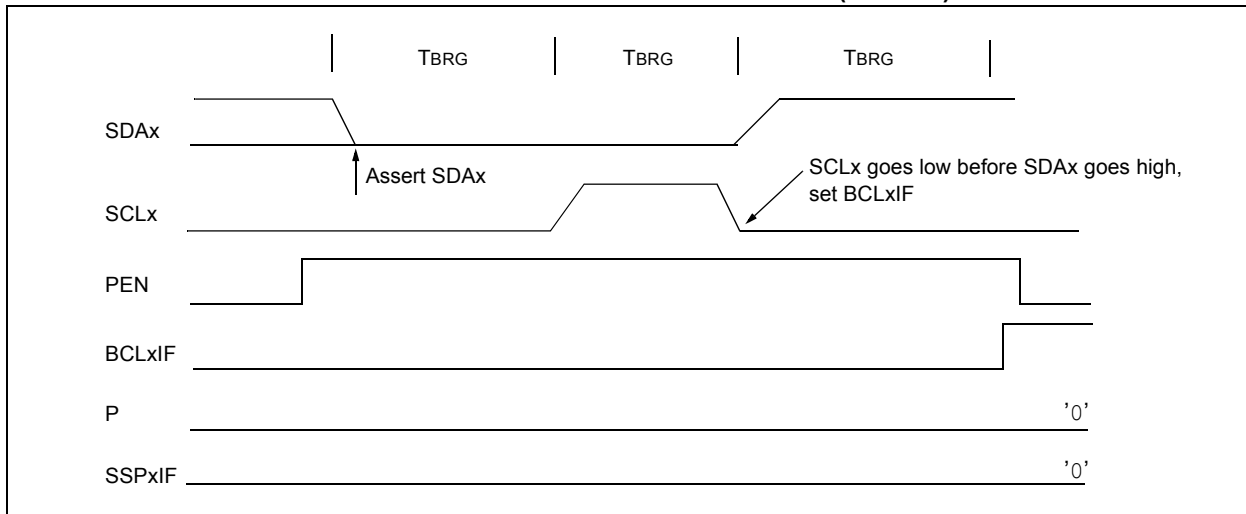 TBRG TBRG TBRG
SDAx
Assert SDAx
SCLx goes low before SDAx goes high,
set BCLxIF
SCLx
PEN
BCLxIF
P '0'
SSPxIF '0'